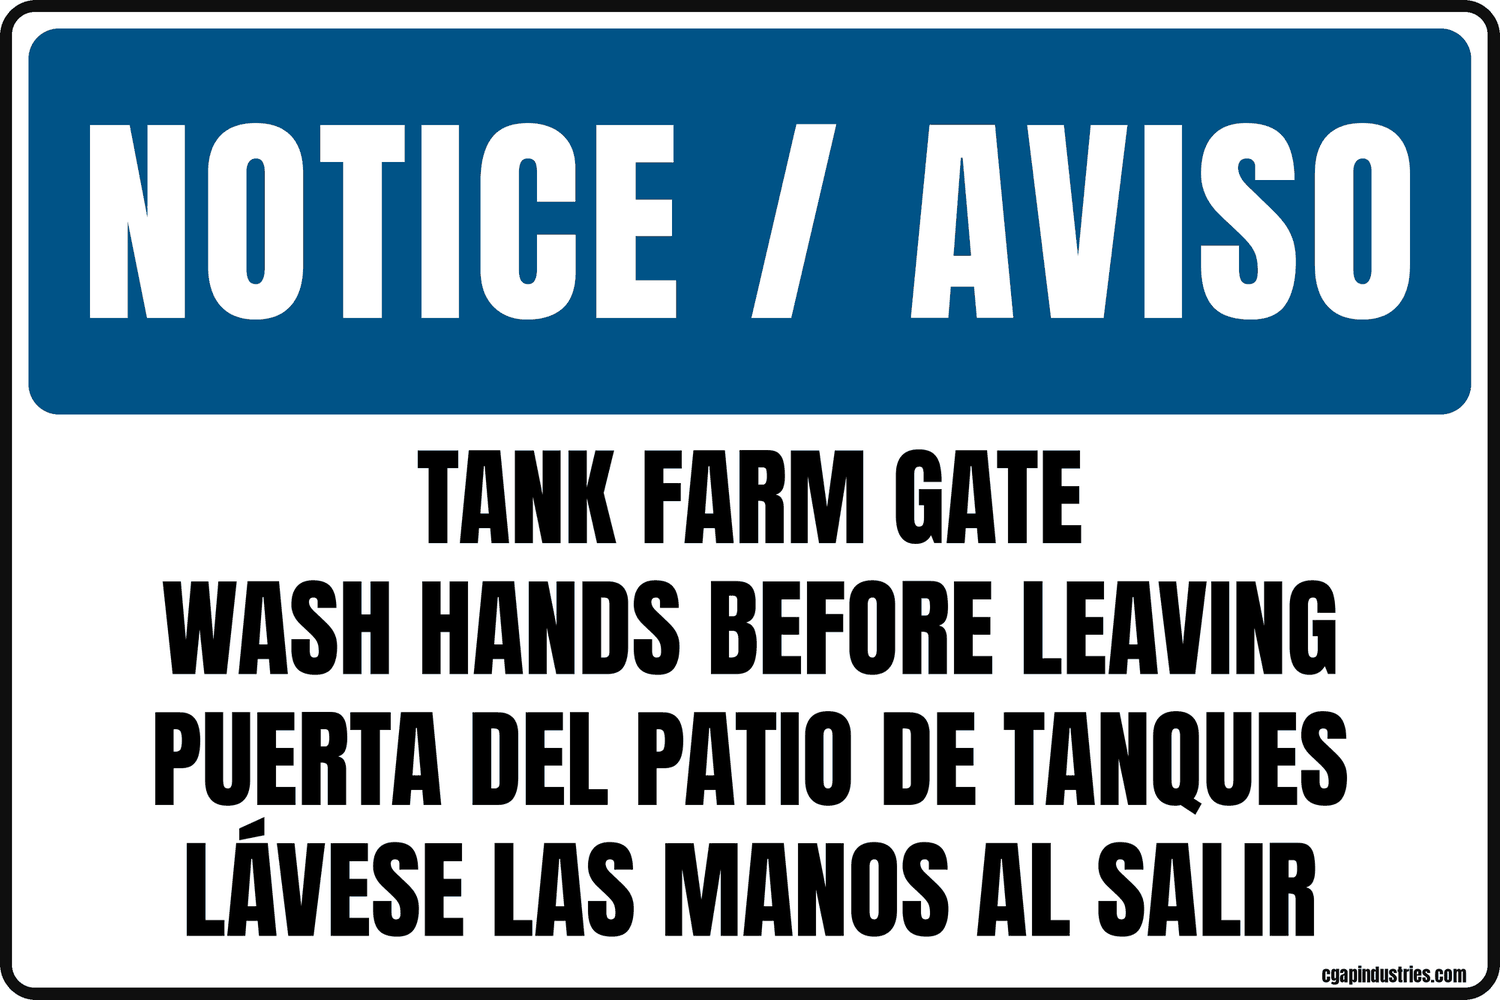 NOTICE / AVISO
TANK FARM GATE
WASH HANDS BEFORE LEAVING
PUERTA DEL PATIO DE TANQUES
LÁVESE LAS MANOS AL SALIR
cgapindustries.com